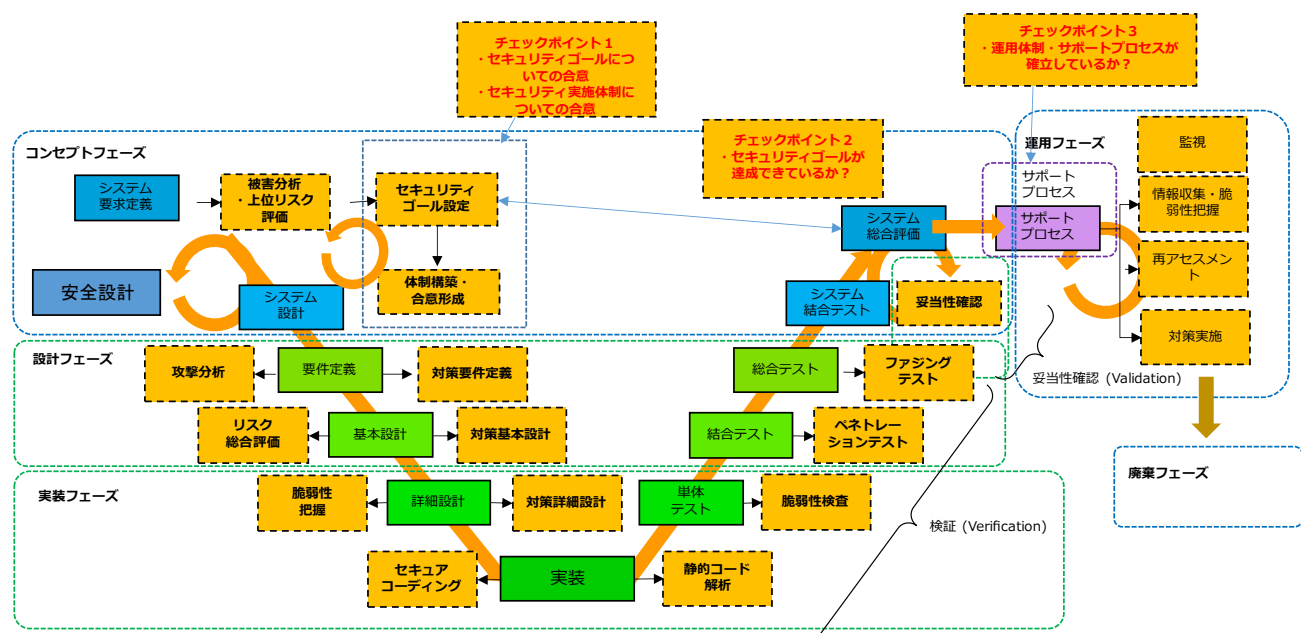 チェックポイント１
・セキュリティゴールにつ
いての合意
・セキュリティ実施体制に
ついての合意
チェックポイント３
・運用体制・サポートプロセスが
確立しているか？
チェックポイント２
・セキュリティゴールが
達成できているか？
コンセプトフェーズ
システム
要求定義
被害分析
・上位リスク
評価
セキュリティ
ゴール設定
体制構築・
合意形成
安全設計
システム
設計
システム
総合評価
システム
結合テスト
妥当性確認
運用フェーズ
サポート
プロセス
サポート
プロセス
監視
情報収集・脆
弱性把握
再アセスメン
ト
対策実施
妥当性確認 (Validation)
設計フェーズ
攻撃分析
要件定義
対策要件定義
総合テスト
ファジング
テスト
リスク
総合評価
基本設計
対策基本設計
結合テスト
ペネトレー
ションテスト
廃棄フェーズ
実装フェーズ
脆弱性
把握
詳細設計
対策詳細設計
単体
テスト
脆弱性検査
検証 (Verification)
セキュア
コーディング
実装
静的コード
解析